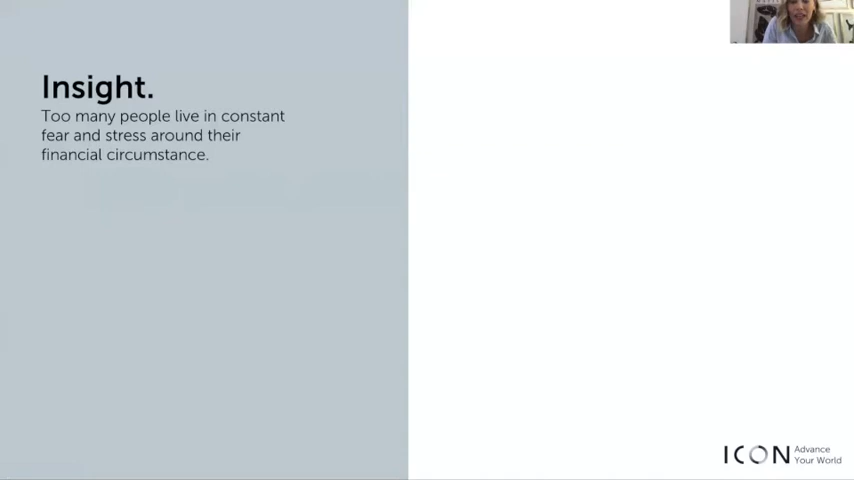 Insight.
Too many people live in constant
fear and stress around their
financial circumstance.
ICON
Advance
Your World